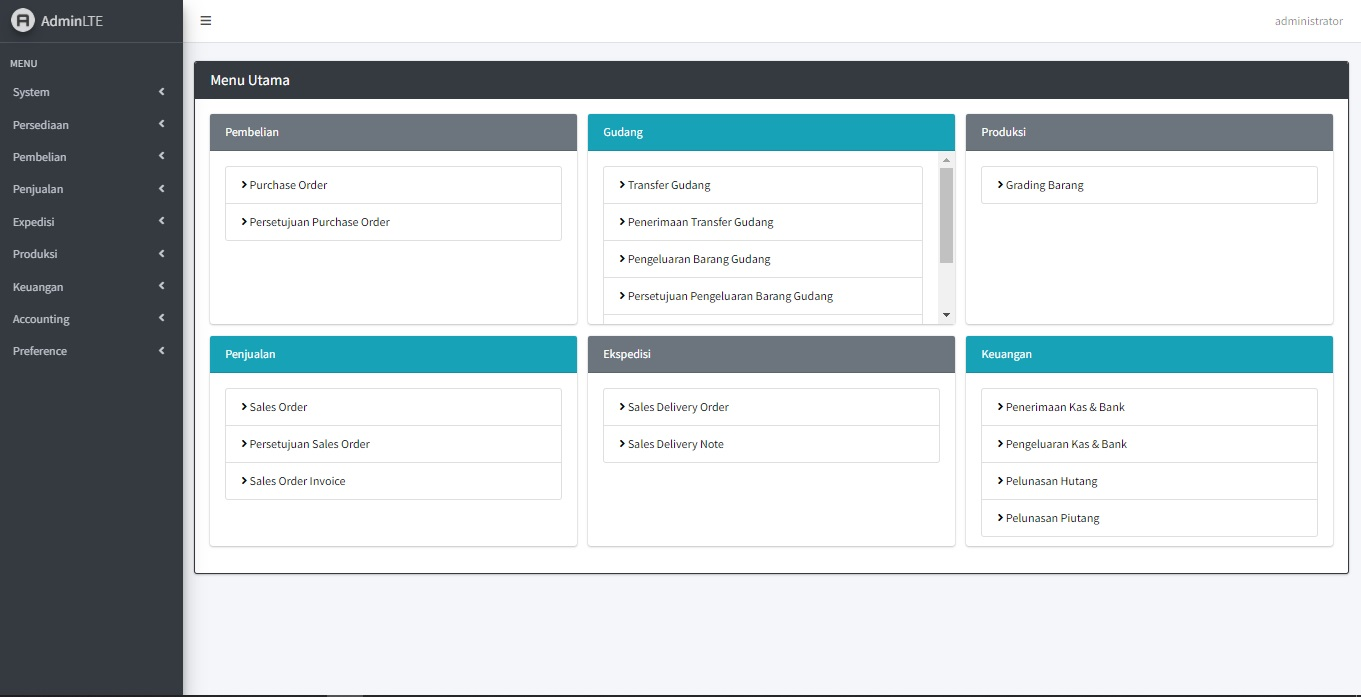 AdminLTE
administrator
MENU
System
Persediaan
Pembelian
Penjualan
Expedisi
Produksi
Keuangan
Accounting
Preference
Menu Utama
Pembelian
Purchase Order
Persetujuan Purchase Order
Gudang
Transfer Gudang
Penerimaan Transfer Gudang
Pengeluaran Barang Gudang
Persetujuan Pengeluaran Barang Gudang
Produksi
Grading Barang
Penjualan
Sales Order
Persetujuan Sales Order
Sales Order Invoice
Ekspedisi
Sales Delivery Order
Sales Delivery Note
Keuangan
Penerimaan Kas & Bank
Pengeluaran Kas & Bank
Pelunasan Hutang
Pelunasan Piutang